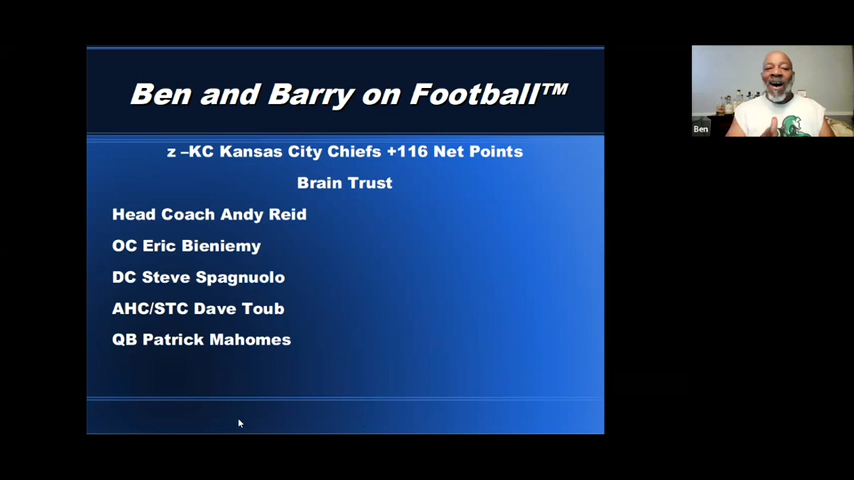 Ben and Barry on Football™
z –KC Kansas City Chiefs +116 Net Points
Brain Trust
Head Coach Andy Reid
OC Eric Bieniemy
DC Steve Spagnuolo
AHC/STC Dave Toub
QB Patrick Mahomes
Ben